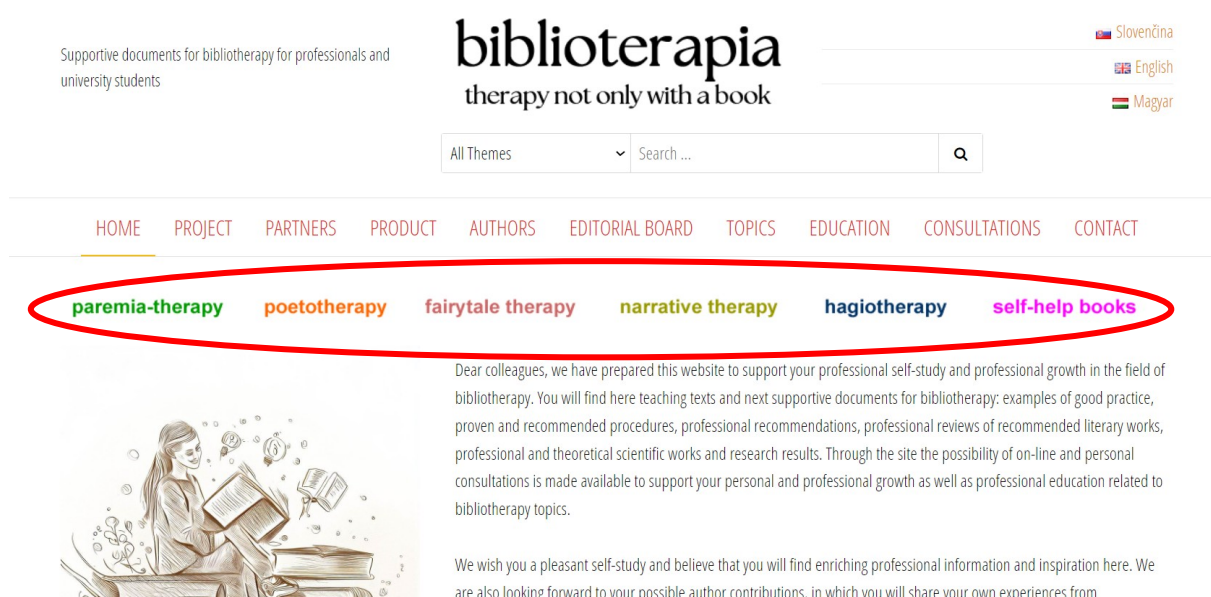 Supportive documents for bibliotherapy for professionals and
university students
biblioterapia
therapy not only with a book
Slovenčina
English
Magyar
All Themes
Search ...
HOME PROJECT PARTNERS PRODUCT AUTHORS EDITORIAL BOARD TOPICS EDUCATION CONSULTATIONS CONTACT
paremia-therapy poetotherapy fairytale therapy narrative therapy hagiotherapy self-help books
Dear colleagues, we have prepared this website to support your professional self-study and professional growth in the field of
bibliotherapy. You will find here teaching texts and next supportive documents for bibliotherapy: examples of good practice,
proven and recommended procedures, professional recommendations, professional reviews of recommended literary works,
professional and theoretical scientific works and research results. Through the site the possibility of on-line and personal
consultations is made available to support your personal and professional growth as well as professional education related to
bibliotherapy topics.
We wish you a pleasant self-study and believe that you will find enriching professional information and inspiration here. We
are also looking forward to your possible author contributions, in which you will share your own experiences from